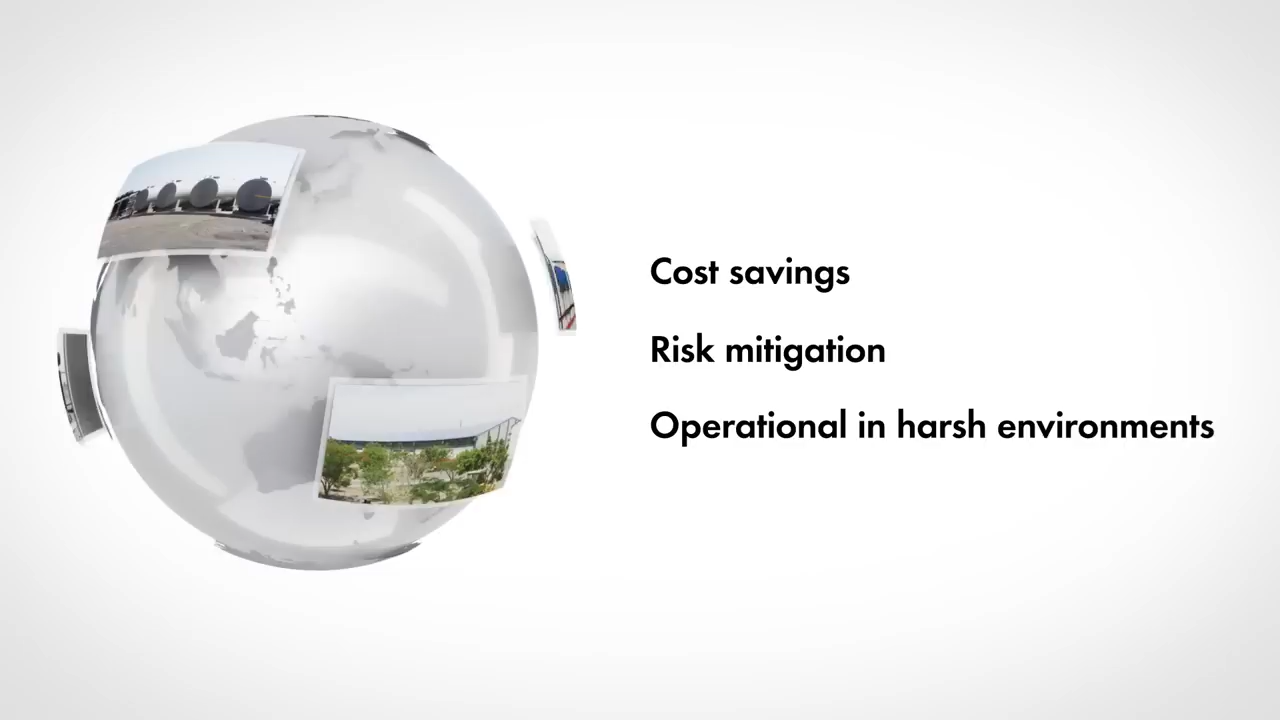 Cost savings
Risk mitigation
Operational in harsh environments